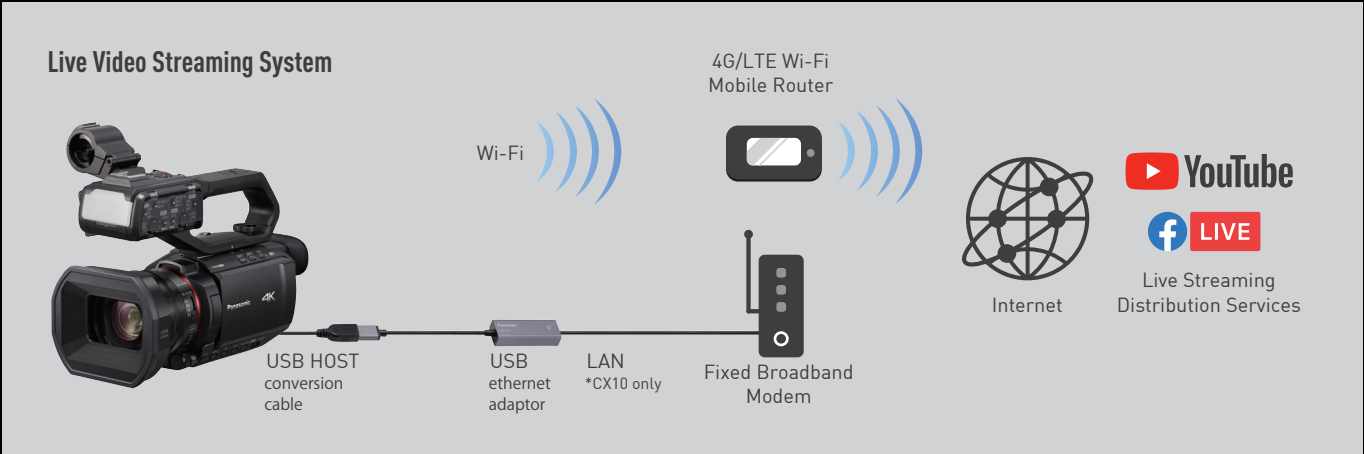 Live Video Streaming System
4G/LTE Wi-Fi
Mobile Router
Wi-Fi
YouTube
LIVE
Live Streaming
Distribution Services
Internet
Panasonic
4K
Panasonic
USB HOST
conversion
cable
USB
ethernet
adaptor
LAN
*CX10 only
Fixed Broadband
Modem